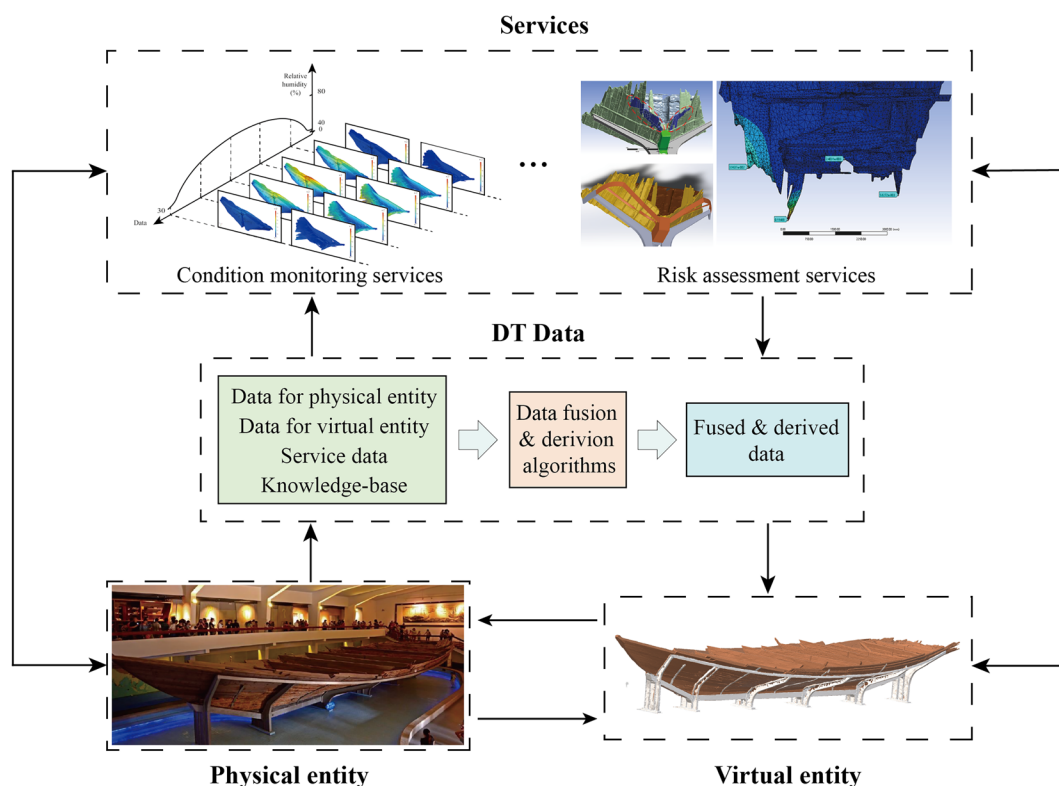 Services
Relative
humidity
(%)
80
40
0
30
Data
...
Condition monitoring services
Risk assessment services
DT Data
Data for physical entity
Data for virtual entity
Service data
Knowledge-base
Data fusion
& derivion
algorithms
Fused & derived
data
Physical entity
Virtual entity